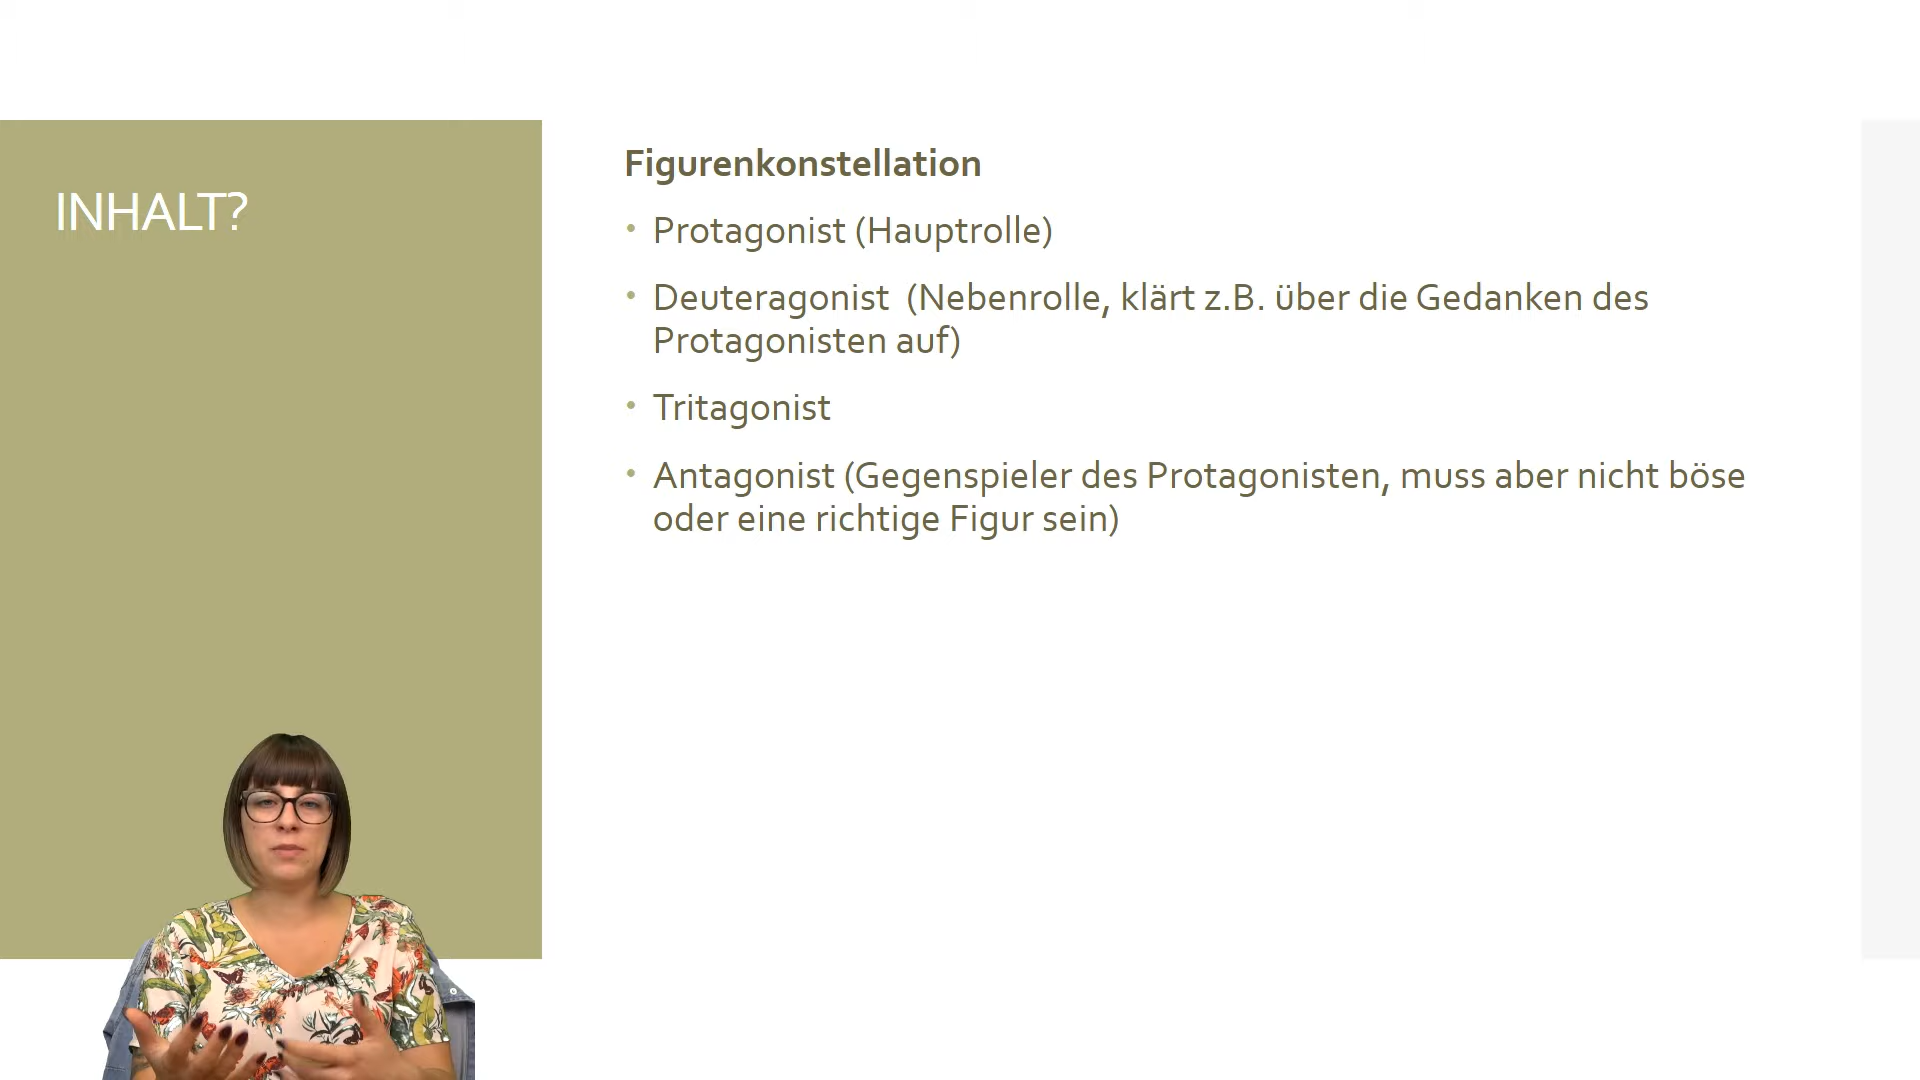 INHALT?
Figurenkonstellation
• Protagonist (Hauptrolle)
• Deuteragonist (Nebenrolle, klärt z.B. über die Gedanken des
Protagonisten auf)
• Tritagonist
• Antagonist (Gegenspieler des Protagonisten, muss aber nicht böse
oder eine richtige Figur sein)